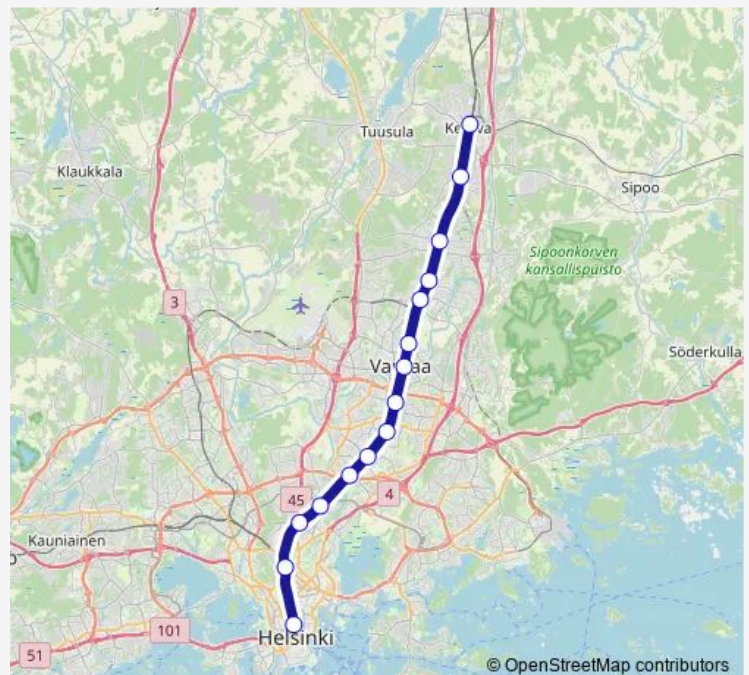 Tuusula
Klaukkala
Sipoo
Sipoonkorven
kansallispuisto
3
Söderkulla
45
4
Kauniainen
101
Helsinki
51
© OpenStreetMap contributors